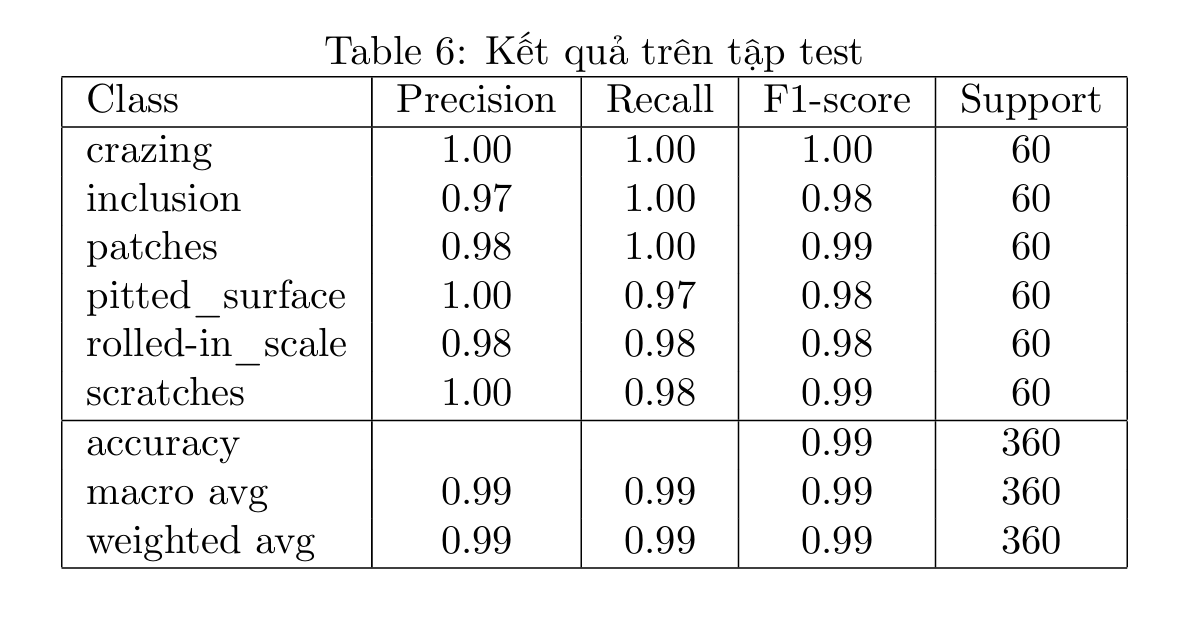 Table 6: Kết quả trên tập test
Class Precision Recall F1-score Support
crazing 1.00 1.00 1.00 60
inclusion 0.97 1.00 0.98 60
patches 0.98 1.00 0.99 60
pitted_surface 1.00 0.97 0.98 60
rolled-in_scale 0.98 0.98 0.98 60
scratches 1.00 0.98 0.99 60
accuracy 0.99 360
macro avg 0.99 0.99 0.99 360
weighted avg 0.99 0.99 0.99 360